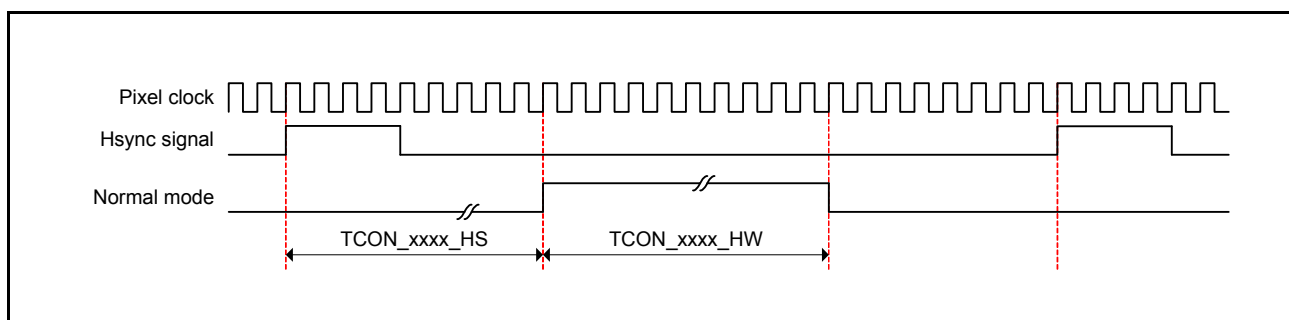 Pixel clock
Hsync signal
Normal mode
TCON_xxxx_HS
TCON_xxxx_HW